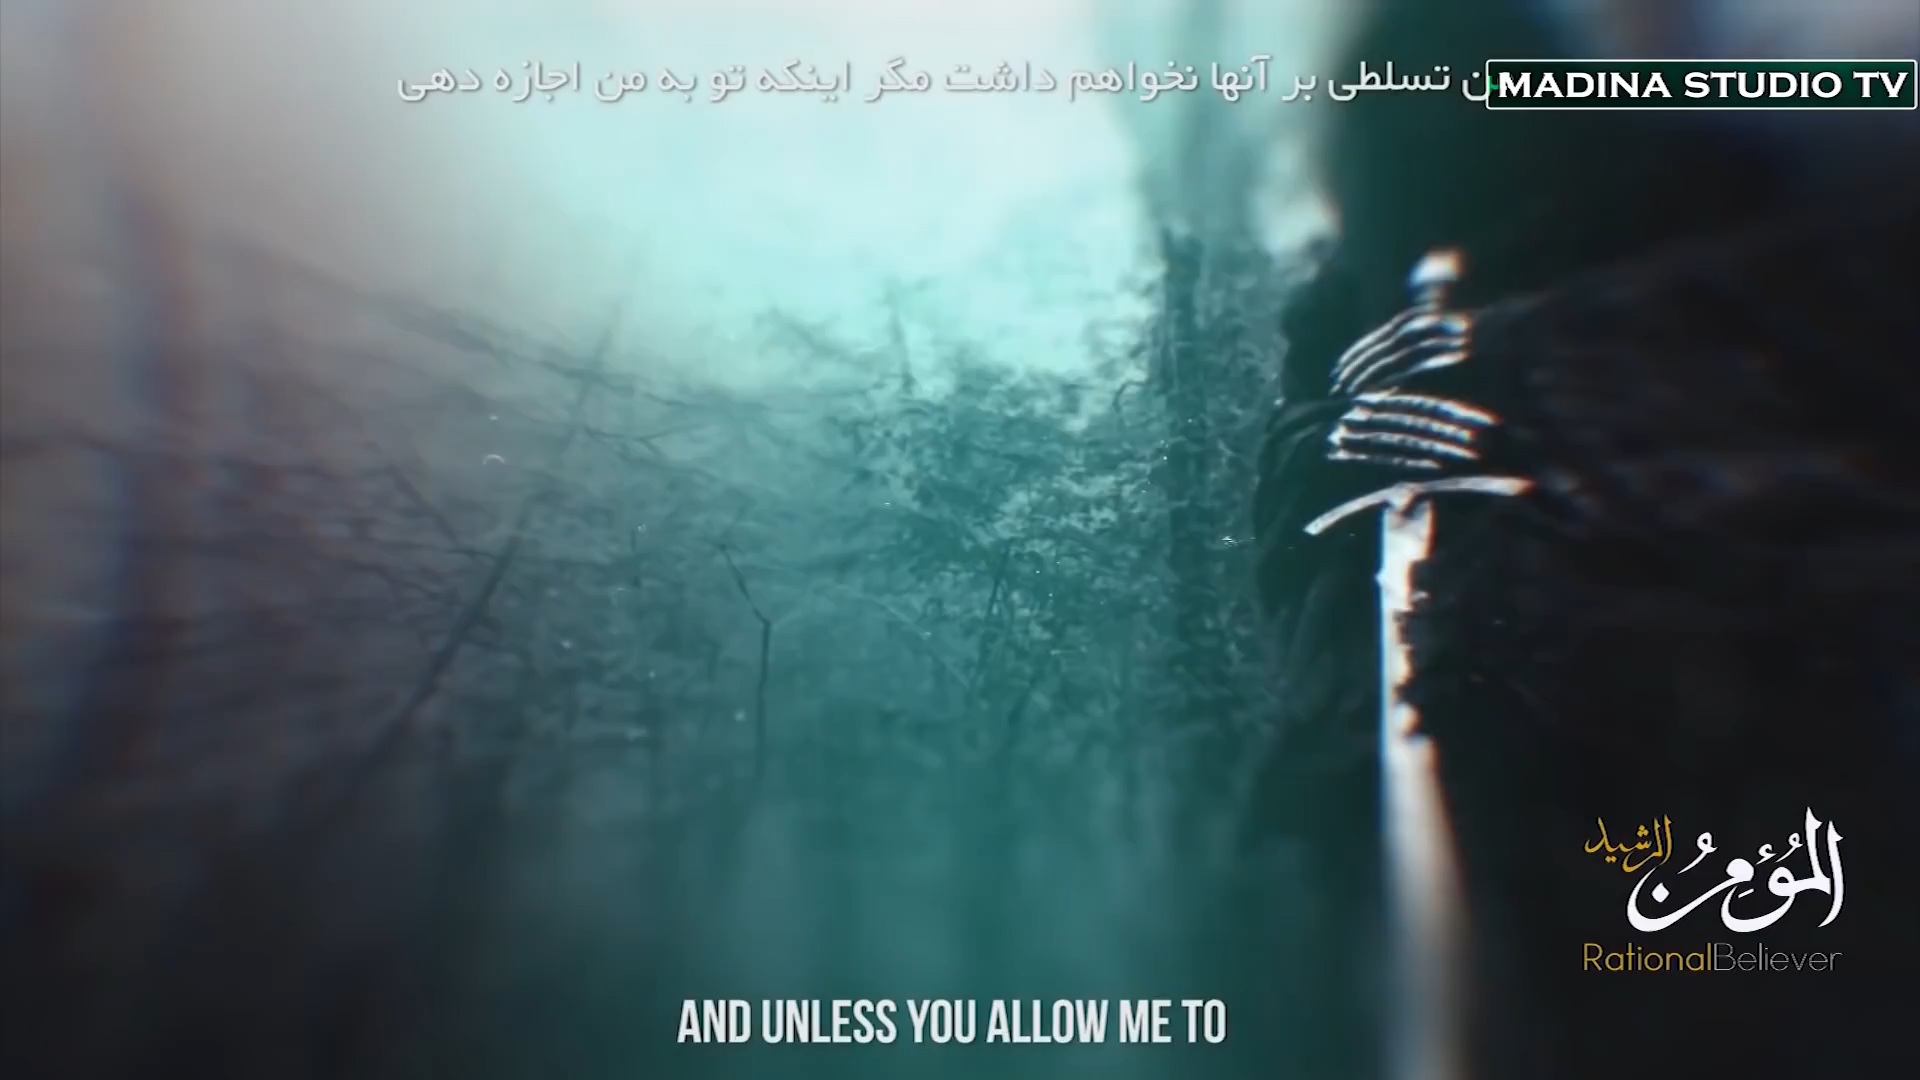 تسلطی بر آنها نخواهم داشت مگر اینکه تو به من اجازه دهی
MADINA STUDIO TV
المؤمن الرشيد
RationalBeliever
AND UNLESS YOU ALLOW ME TO